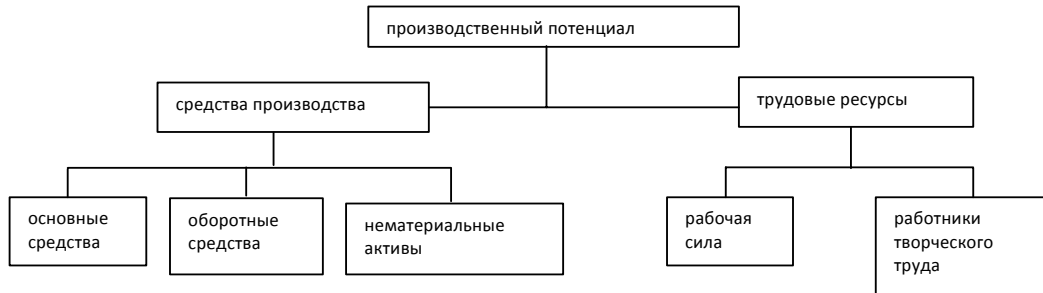 производственный потенциал
средства производства
трудовые ресурсы
основные
средства
оборотные
средства
нематериальные
активы
рабочая
сила
работники
творческого
труда